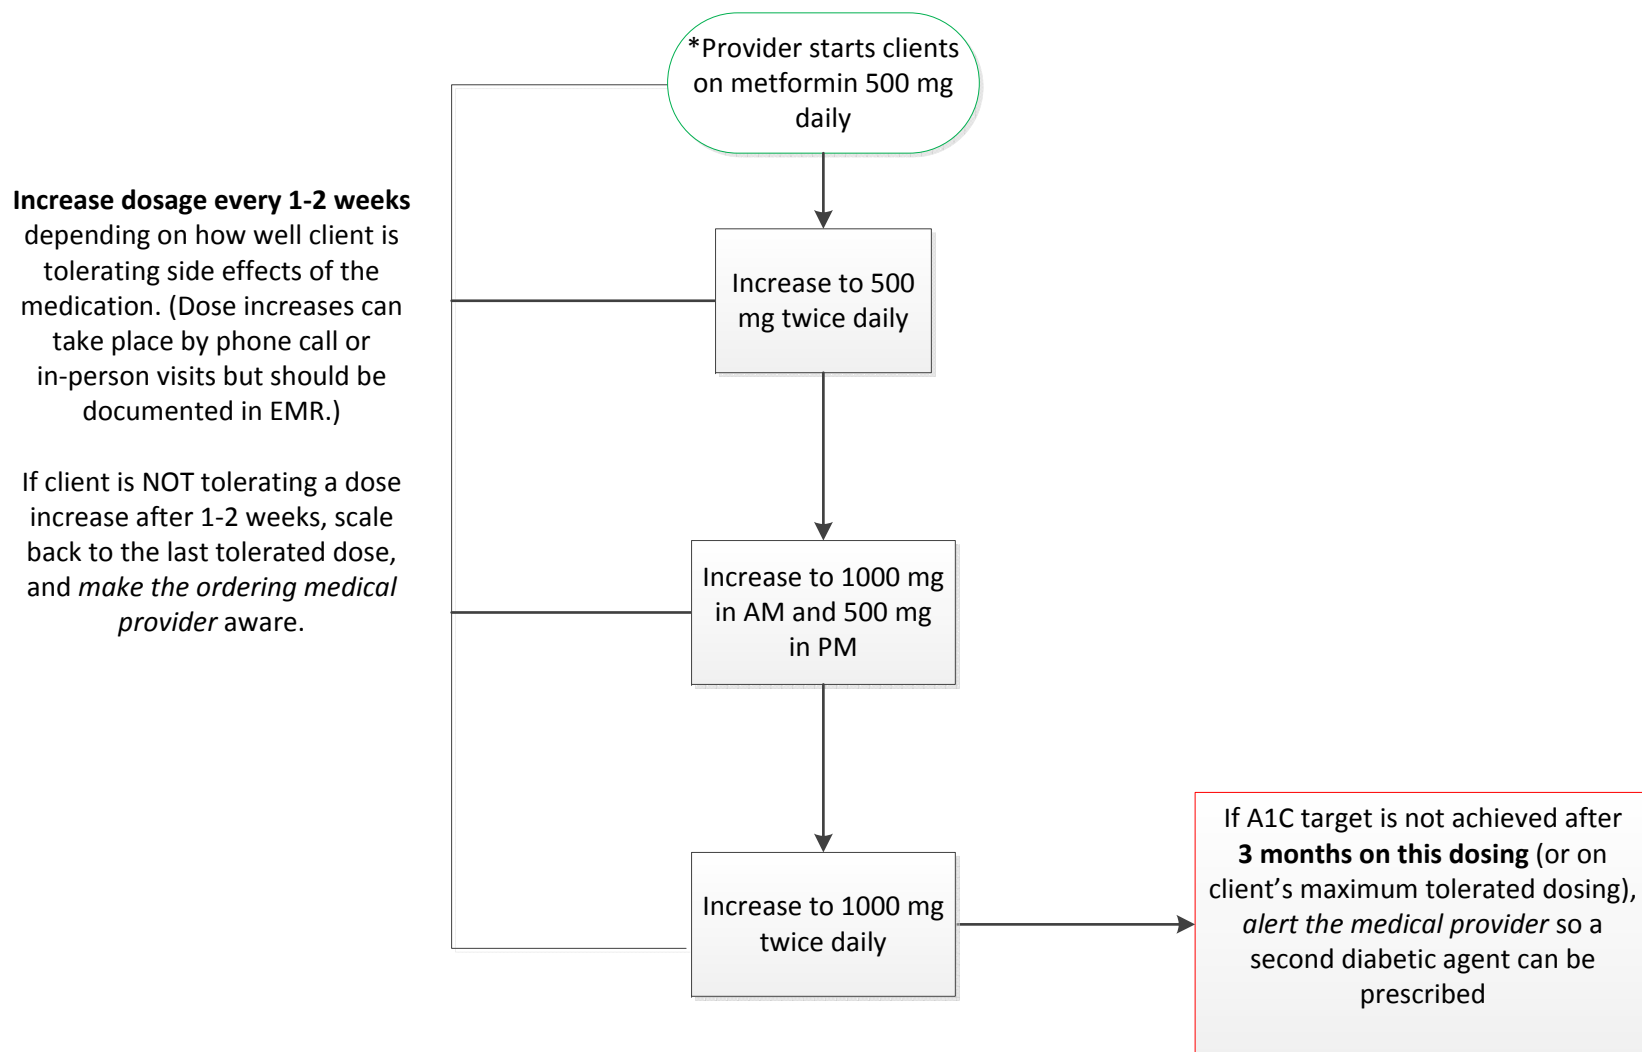 *Provider starts clients
on metformin 500 mg
daily
Increase dosage every 1-2 weeks
depending on how well client is
tolerating side effects of the
medication. (Dose increases can
take place by phone call or
in-person visits but should be
documented in EMR.)
If client is NOT tolerating a dose
increase after 1-2 weeks, scale
back to the last tolerated dose,
and make the ordering medical
provider aware.
Increase to 500
mg twice daily
Increase to 1000 mg
in AM and 500 mg
in PM
Increase to 1000 mg
twice daily
If A1C target is not achieved after
3 months on this dosing (or on
client’s maximum tolerated dosing),
alert the medical provider so a
second diabetic agent can be
prescribed